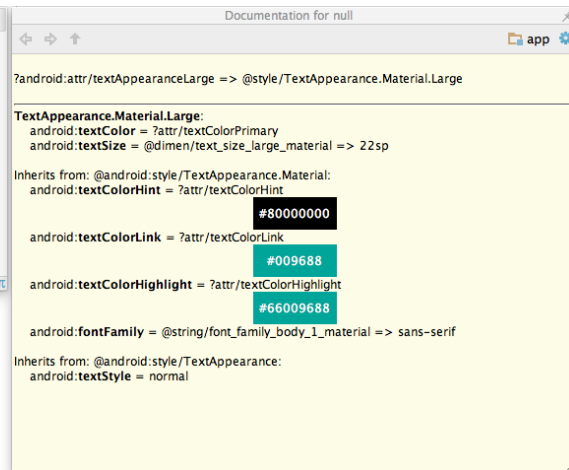 Documentation for null
app
?android:attr/textAppearanceLarge => @style/TextAppearance.Material.Large
TextAppearance.Material.Large:
android:textColor = ?attr/textColorPrimary
android:textSize = @dimen/text_size_large_material => 22sp
Inherits from: @android:style/TextAppearance.Material:
android:textColorHint = ?attr/textColorHint
#80000000
android:textColorLink = ?attr/textColorLink
#009688
android:textColorHighlight = ?attr/textColorHighlight
#66009688
android:fontFamily = @string/font_family_body_1_material => sans-serif
Inherits from: @android:style/TextAppearance:
android:textStyle = normal